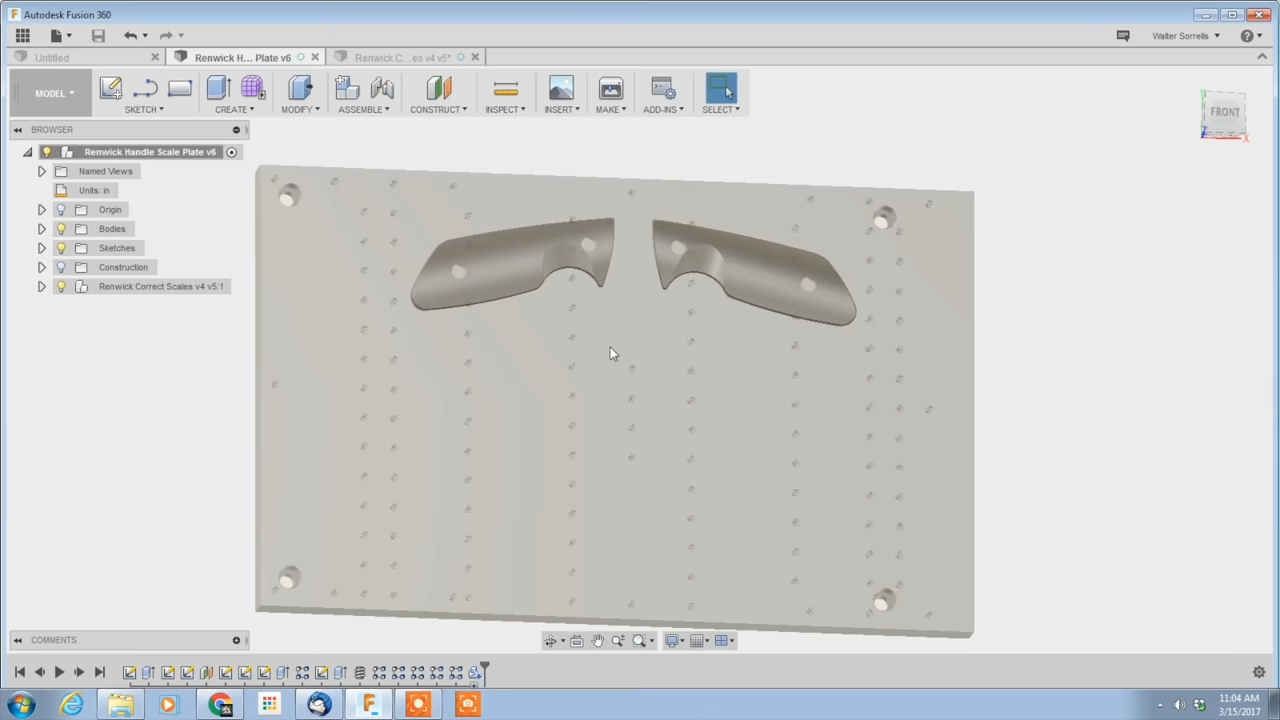 Autodesk Fusion 360
Walter Sorrells
Untitled
Renwick H... Plate v6
Renwick C...es v4 v5*
MODEL
SKETCH
CREATE
MODIFY
ASSEMBLE
CONSTRUCT
INSPECT
INSERT
MAKE
ADD-INS
SELECT
FRONT
X
BROWSER
Renwick Handle Scale Plate v6
Named Views
Units: in
Origin
Bodies
Sketches
Construction
Renwick Correct Scales v4 v5:1
COMMENTS
11:04 AM
3/15/2017